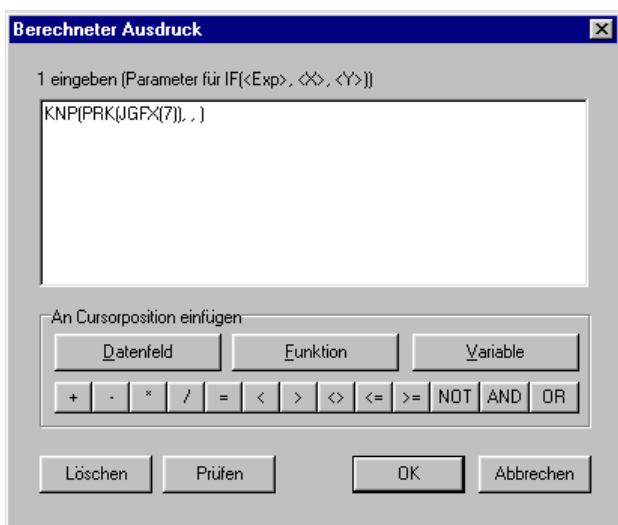 Berechneter Ausdruck
1 eingeben (Parameter für IF(<Exp>, <X>, <Y>))
KNP(PRK(JGFX(7)), , )
An Cursorposition einfügen
Datenfeld Funktion Variable
+ - * / = < > <> <= >= NOT AND OR
Löschen Prüfen OK Abbrechen